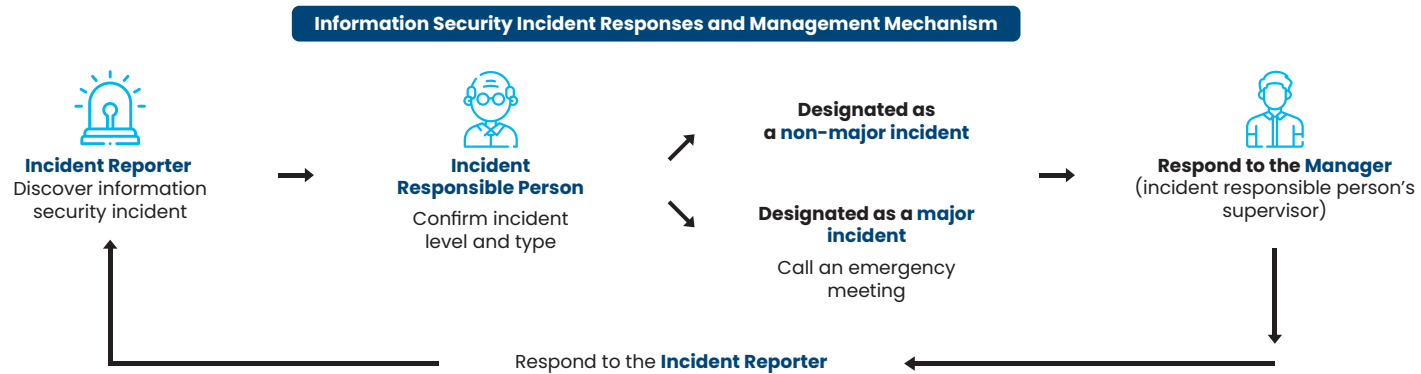 Information Security Incident Responses and Management Mechanism
Incident Reporter
Discover information
security incident
Incident
Responsible Person
Confirm incident
level and type
Designated as
a non-major incident
Designated as a major
incident
Call an emergency
meeting
Respond to the Manager
(incident responsible person’s
supervisor)
Respond to the Incident Reporter